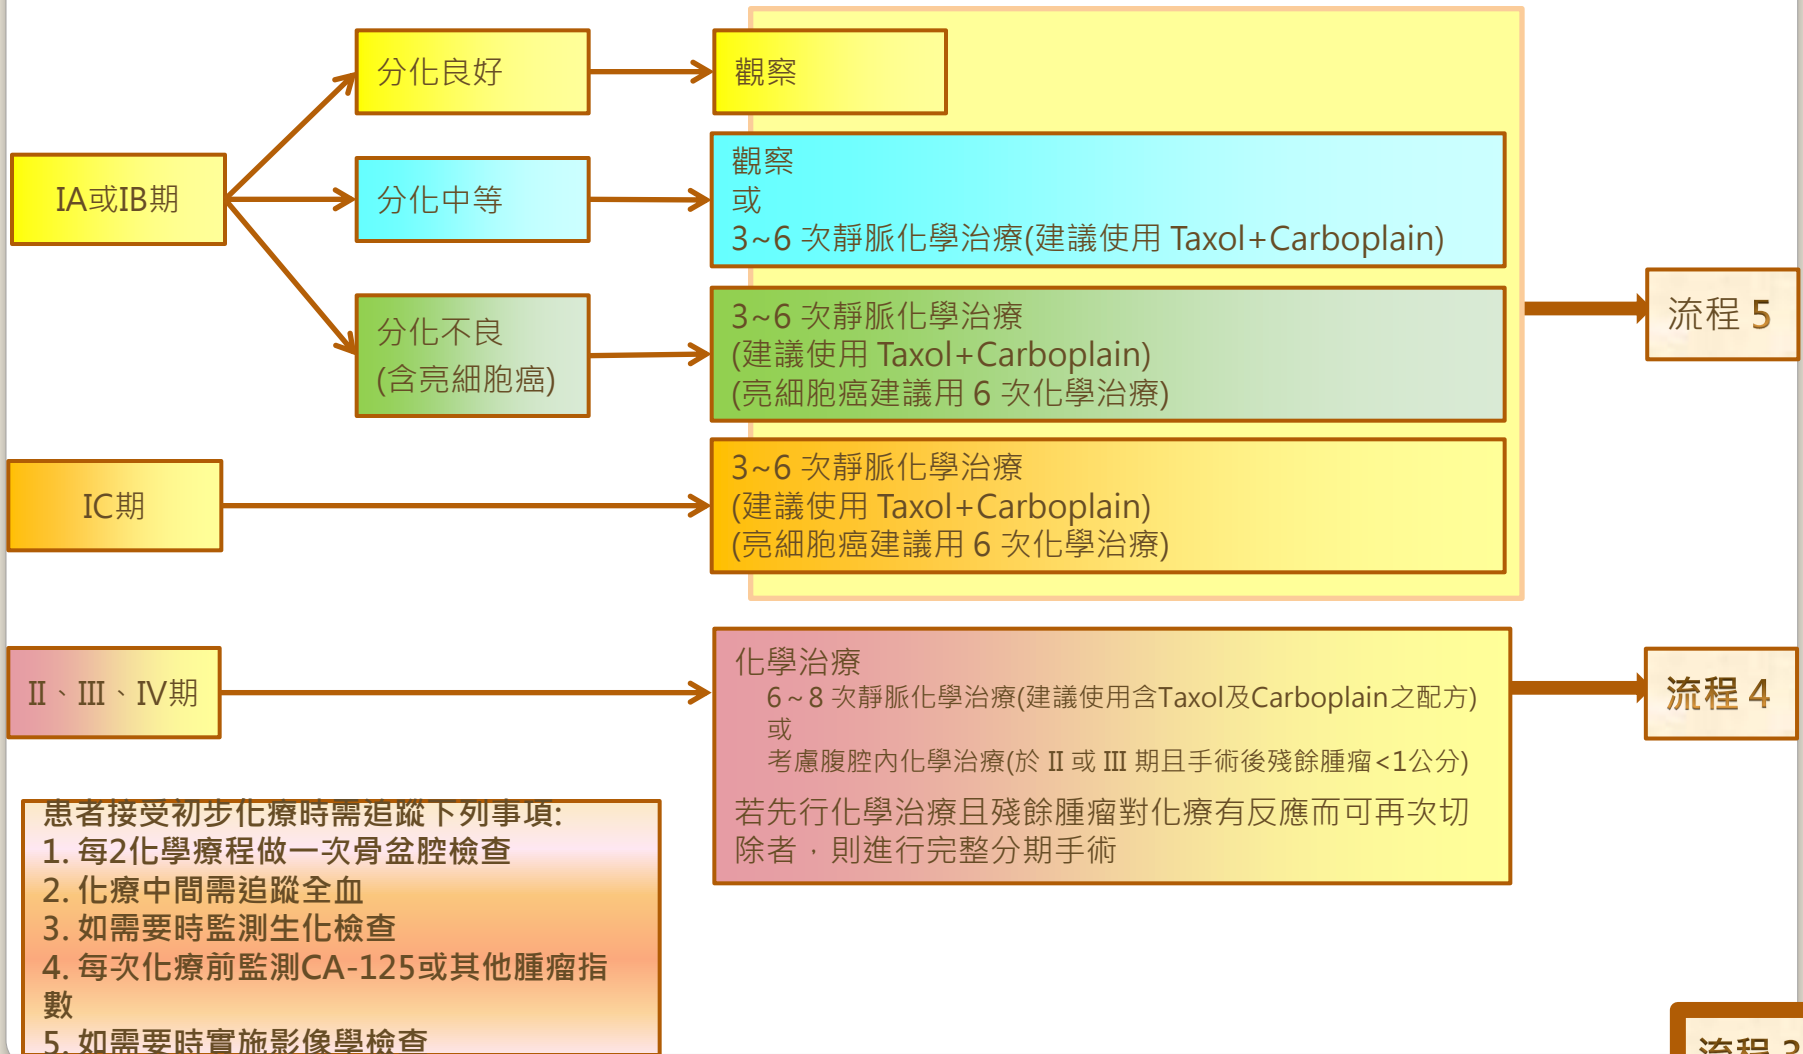 分化良好
觀察
IA或IB期
分化中等
觀察
或
3~6 次靜脈化學治療(建議使用 Taxol+Carboplain)
分化不良
(含亮細胞癌)
3~6 次靜脈化學治療
(建議使用 Taxol+Carboplain)
(亮細胞癌建議用 6 次化學治療)
流程 5
IC期
3~6 次靜脈化學治療
(建議使用 Taxol+Carboplain)
(亮細胞癌建議用 6 次化學治療)
II、III、IV期
化學治療
6~8 次靜脈化學治療(建議使用含Taxol及Carboplain之配方)
或
考慮腹腔內化學治療(於 II 或 III 期且手術後殘餘腫瘤<1公分)
若先行化學治療且殘餘腫瘤對化療有反應而可再次切
除者，則進行完整分期手術
流程 4
患者接受初步化療時需追蹤下列事項:
1. 每2化學療程做一次骨盆腔檢查
2. 化療中間需追蹤全血
3. 如需要時監測生化檢查
4. 每次化療前監測CA-125或其他腫瘤指
數
5. 如需要時實施影像學檢查
流程 3